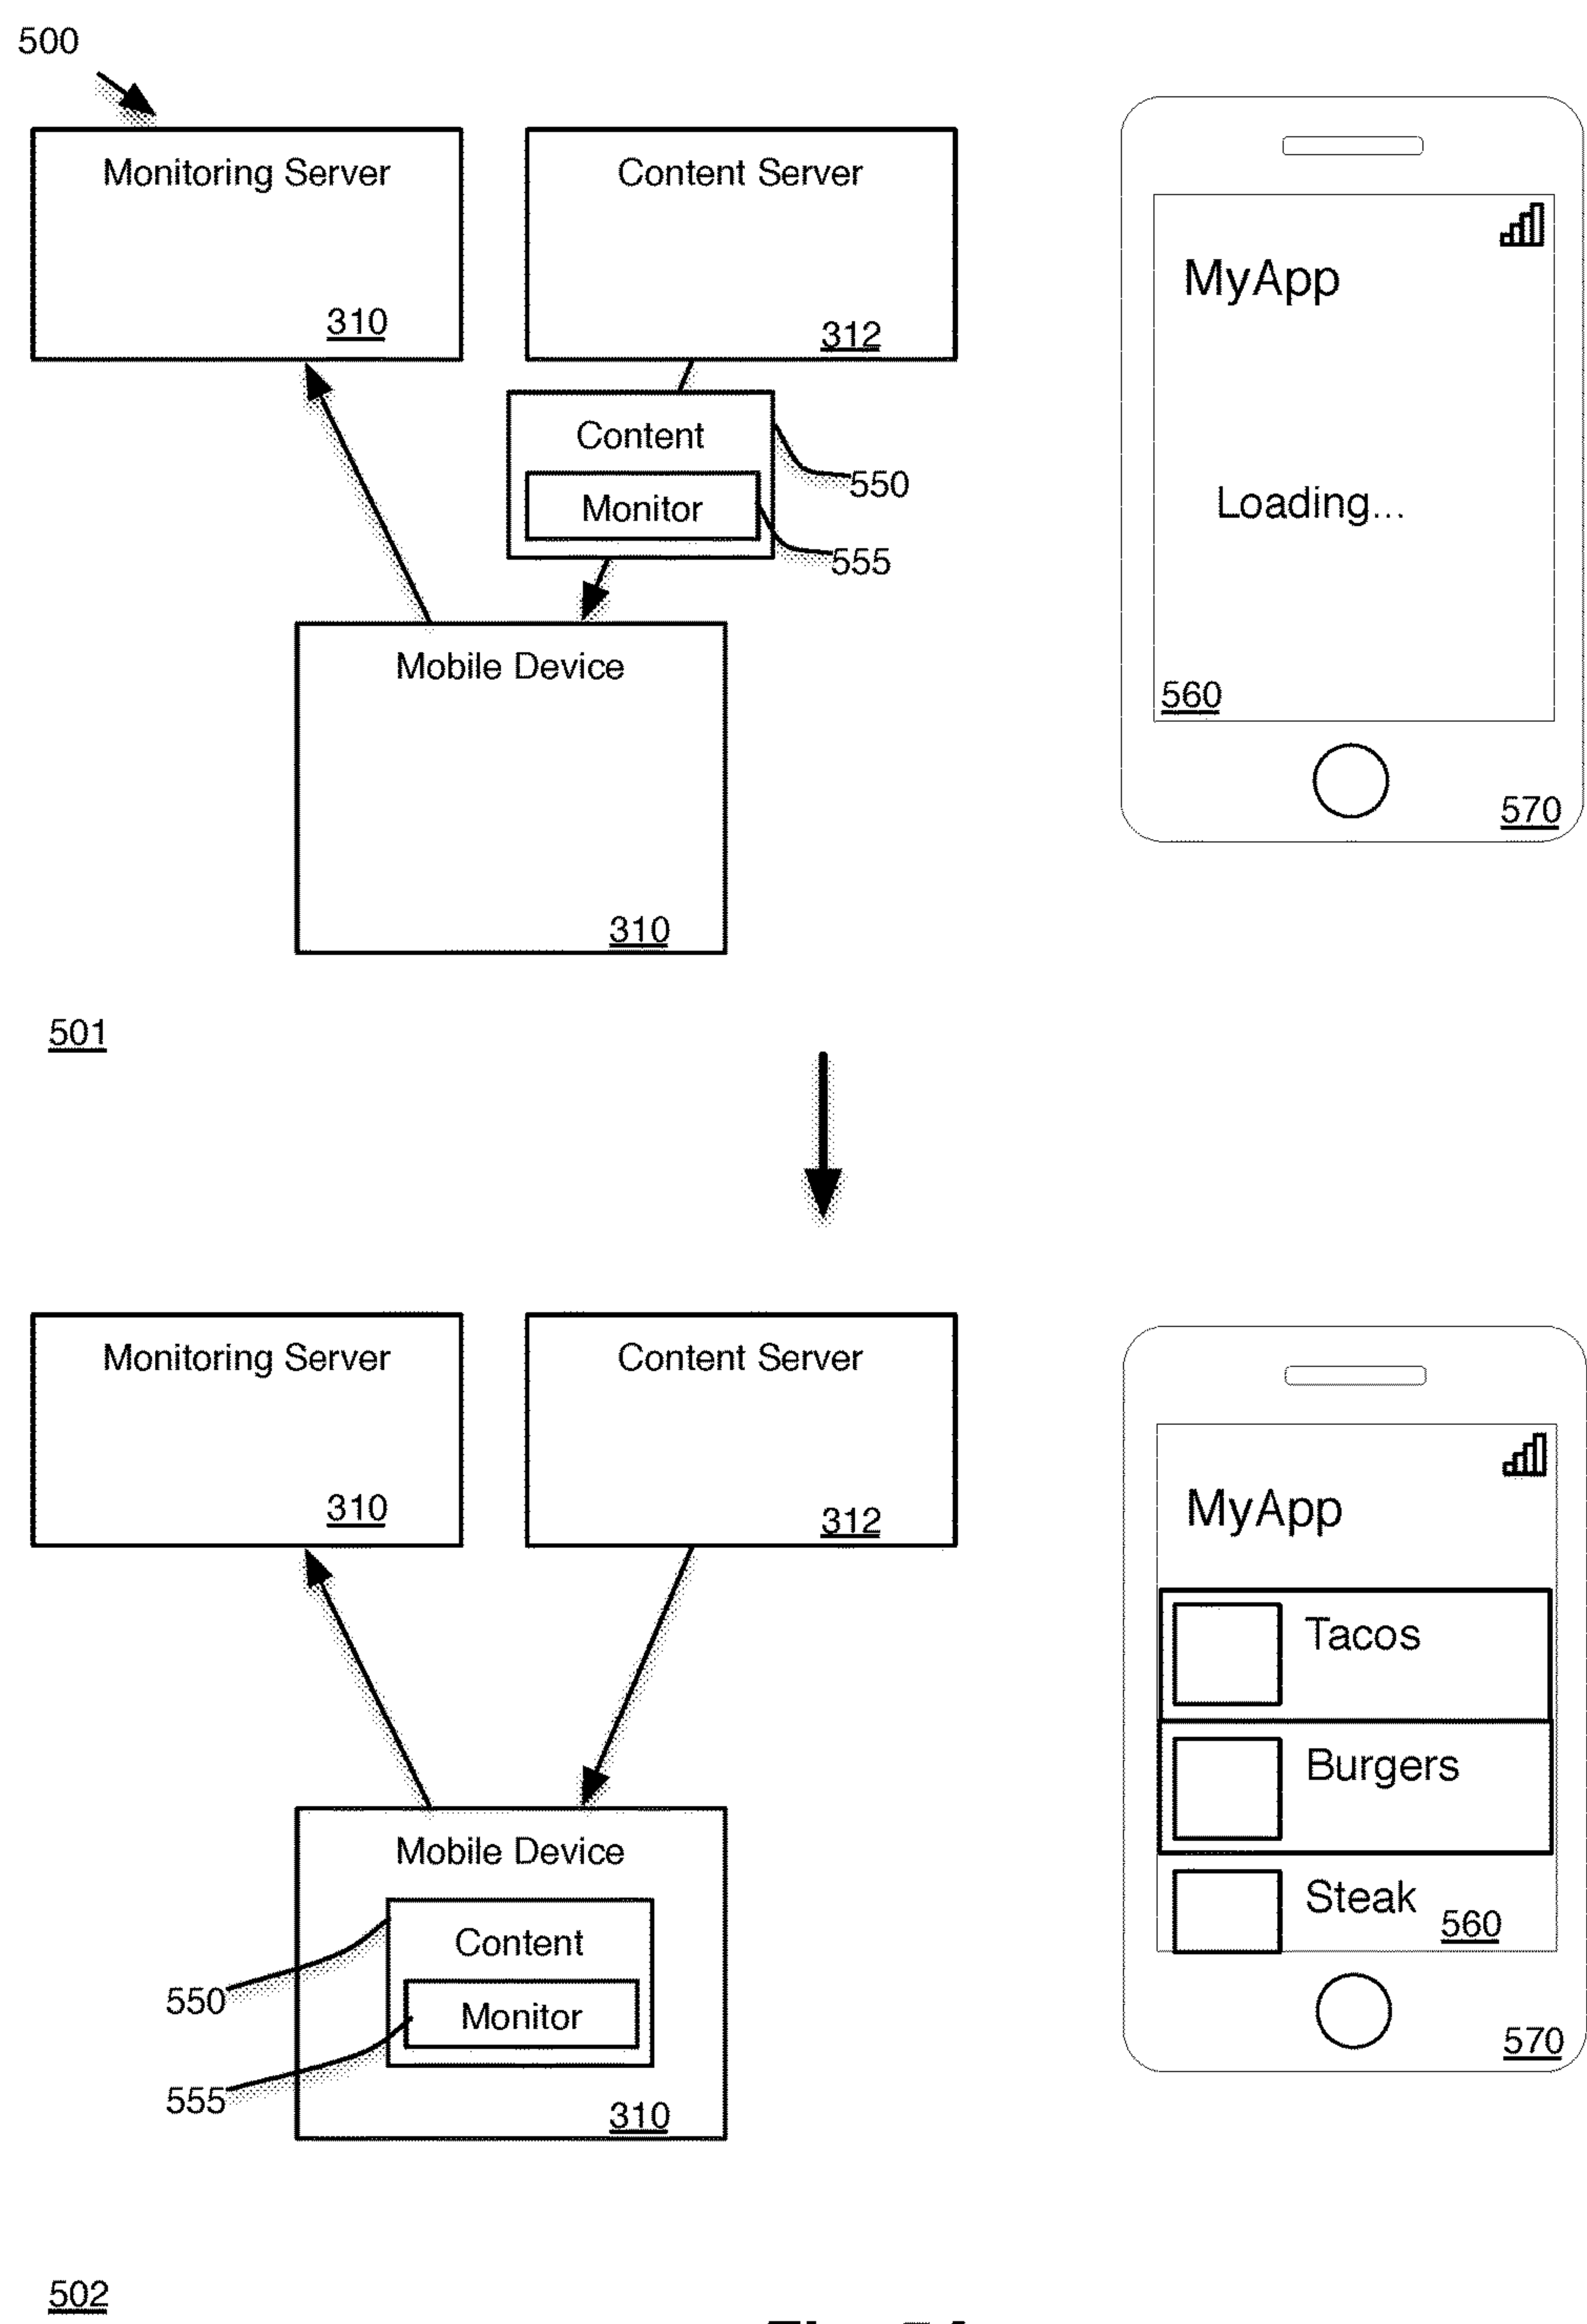 500
Monitoring Server
310
Content Server
312
Content
550
Monitor
555
Mobile Device
310
MyApp
Loading...
560
570
501
Monitoring Server
310
Content Server
312
Mobile Device
Content
550
Monitor
555
310
MyApp
Tacos
Burgers
Steak
560
570
502